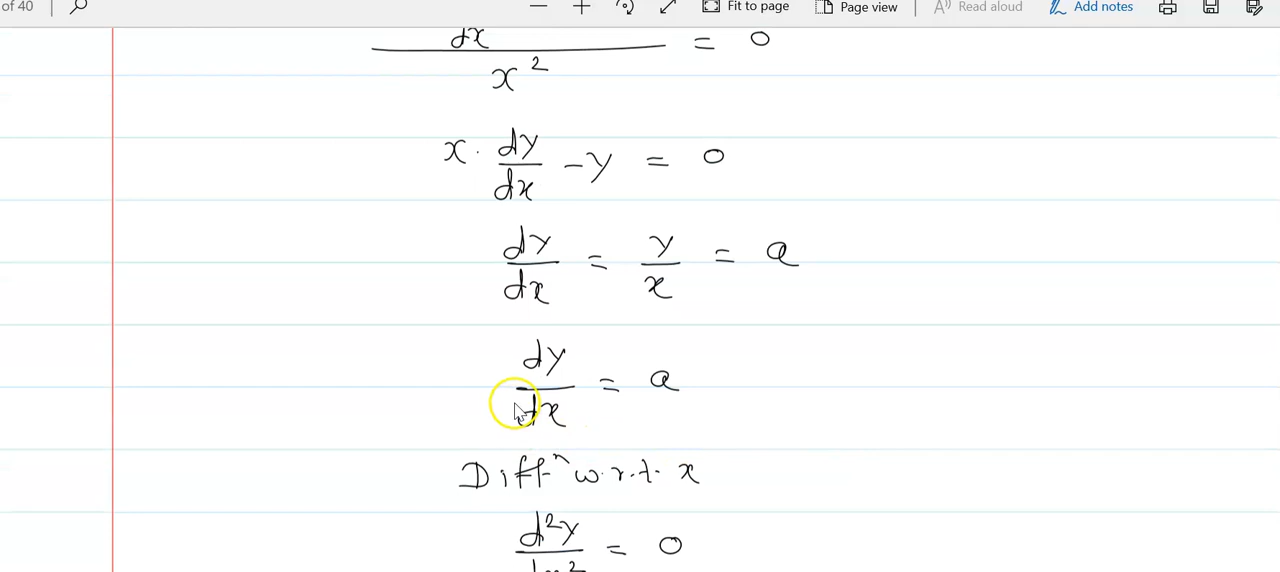 of 40 Fit to page Page view Read aloud Add notes
dx = 0
x²
x · dy/dx - y = 0
dy/dx = y/x = a
dy/dx = a
Diffⁿ w.r.t. x
d²y/dx² = 0